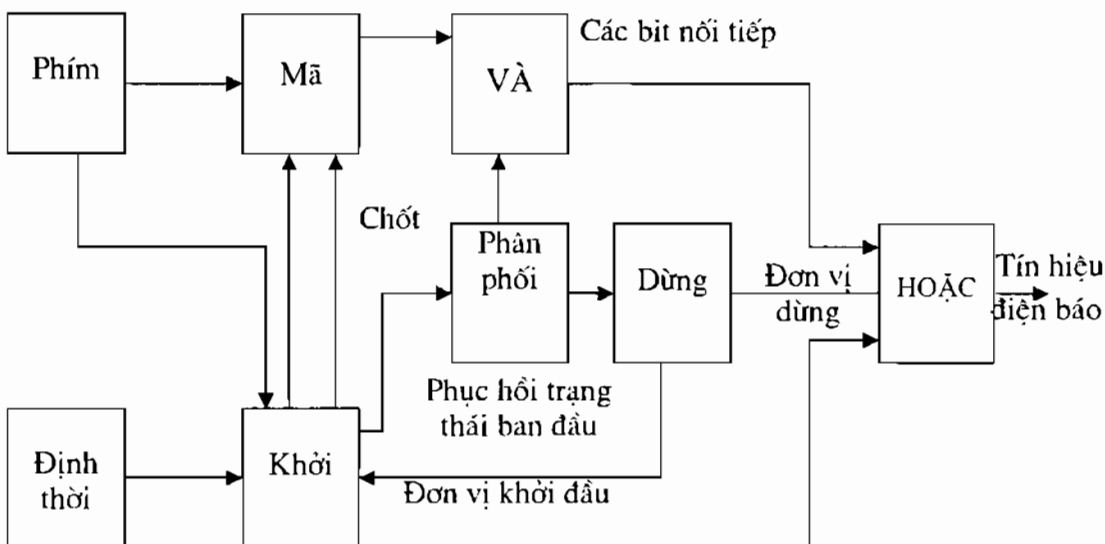 Các bit nối tiếp
Phím
Mã
VÀ
Chốt
Phân
phối
Dừng
Đơn vị
dừng
HOẶC
Tín hiệu
điện báo
Phục hồi trạng
thái ban đầu
Định
thời
Khởi
Đơn vị khởi đầu